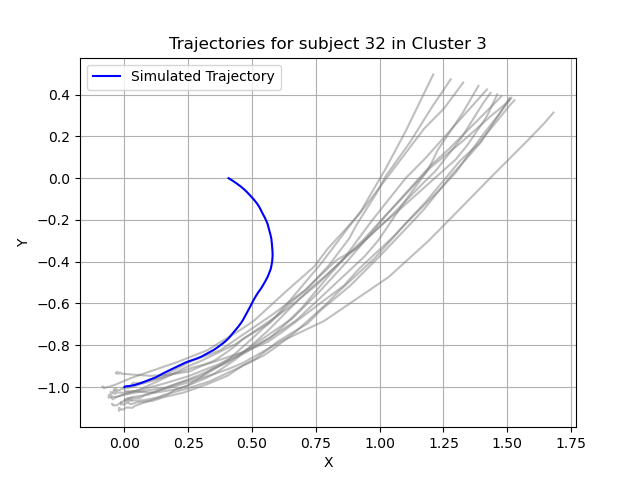 Trajectories for subject 32 in Cluster 3
Simulated Trajectory
Y
0.4
0.2
0.0
−0.2
−0.4
−0.6
−0.8
−1.0
0.00 0.25 0.50 0.75 1.00 1.25 1.50 1.75
X